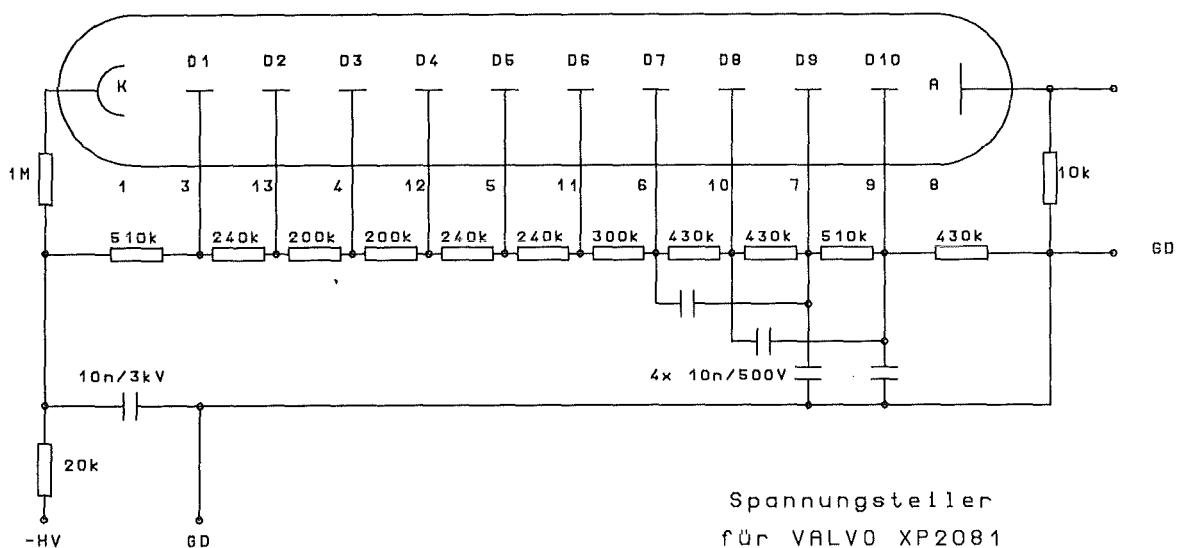 K D1 D2 D3 D4 D5 D6 D7 D8 D9 D10 A
1M
1 3 13 4 12 5 11 6 10 7 9 8
10k
510k 240k 200k 200k 240k 240k 300k 430k 430k 510k 430k
GD
10n/3kV
4x 10n/500V
20k
-HV GD
Spannungsteiler
für VALVO XP2081